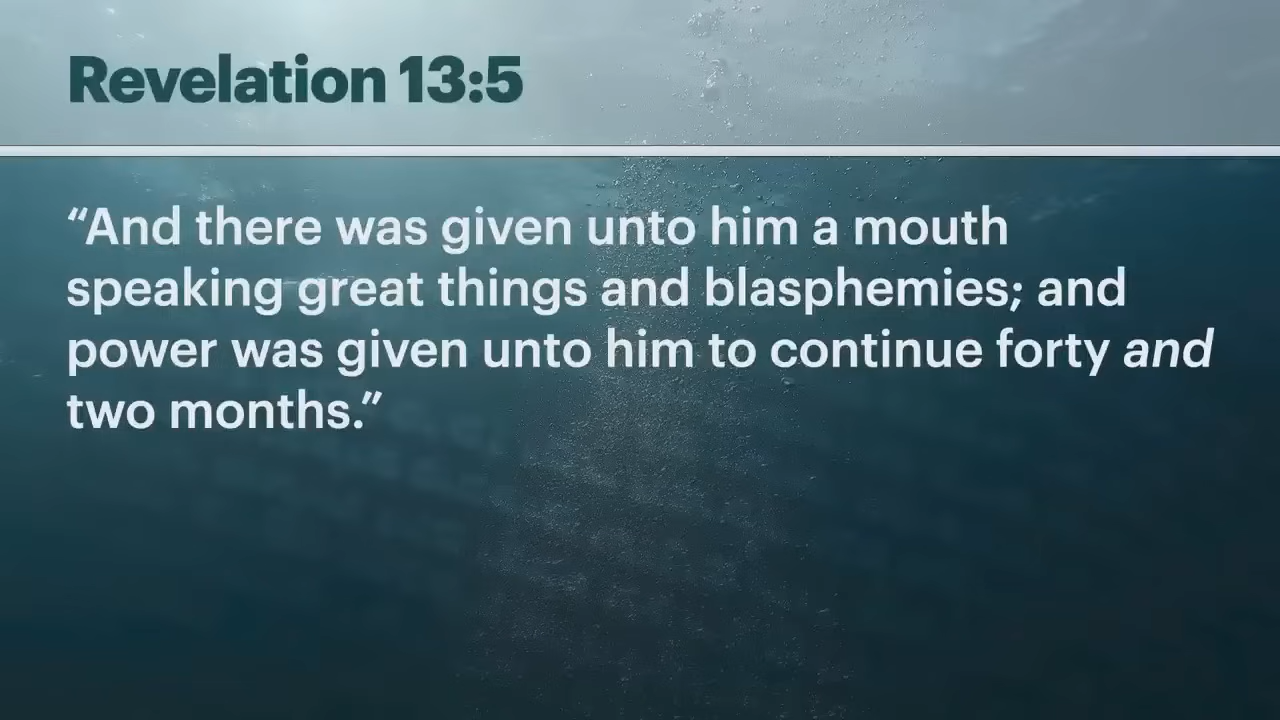 Revelation 13:5
“And there was given unto him a mouth
speaking great things and blasphemies; and
power was given unto him to continue forty and
two months.”